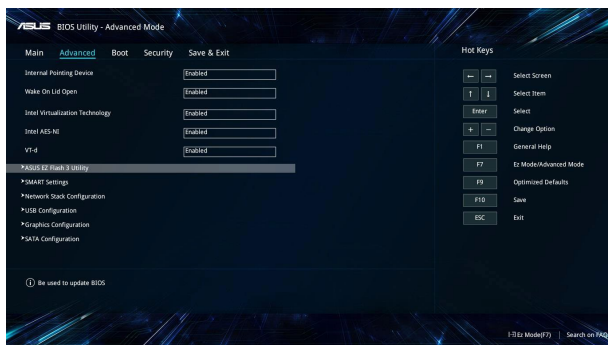 ASUS BIOS Utility - Advanced Mode
Main Advanced Boot Security Save & Exit
Internal Pointing Device Enabled
Wake On Lid Open Enabled
Intel Virtualization Technology Enabled
Intel AES-NI Enabled
VT-d Enabled
ASUS EZ Flash 3 Utility
SMART Settings
Network Stack Configuration
USB Configuration
Graphics Configuration
SATA Configuration
i Be used to update BIOS
Hot Keys
← → Select Screen
↑ ↓ Select Item
Enter Select
+ − Change Option
F1 General Help
F7 Ez Mode/Advanced Mode
F9 Optimized Defaults
F10 Save
ESC Exit
Ez Mode(F7) | Search on FAQ